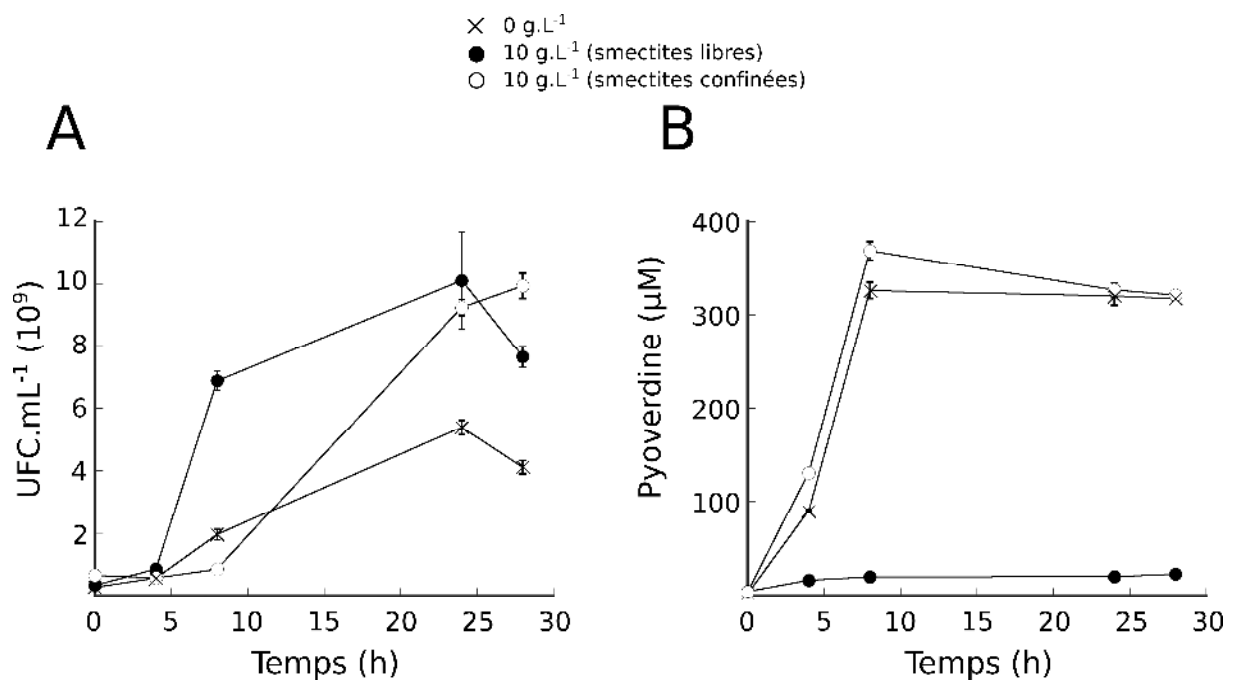 0 g.L⁻¹
10 g.L⁻¹ (smectites libres)
10 g.L⁻¹ (smectites confinées)
A
B
12
10
8
6
4
2
UFC.mL⁻¹ (10⁹)
0 5 10 15 20 25 30
Temps (h)
400
300
200
100
Pyoverdine (µM)
0 5 10 15 20 25 30
Temps (h)